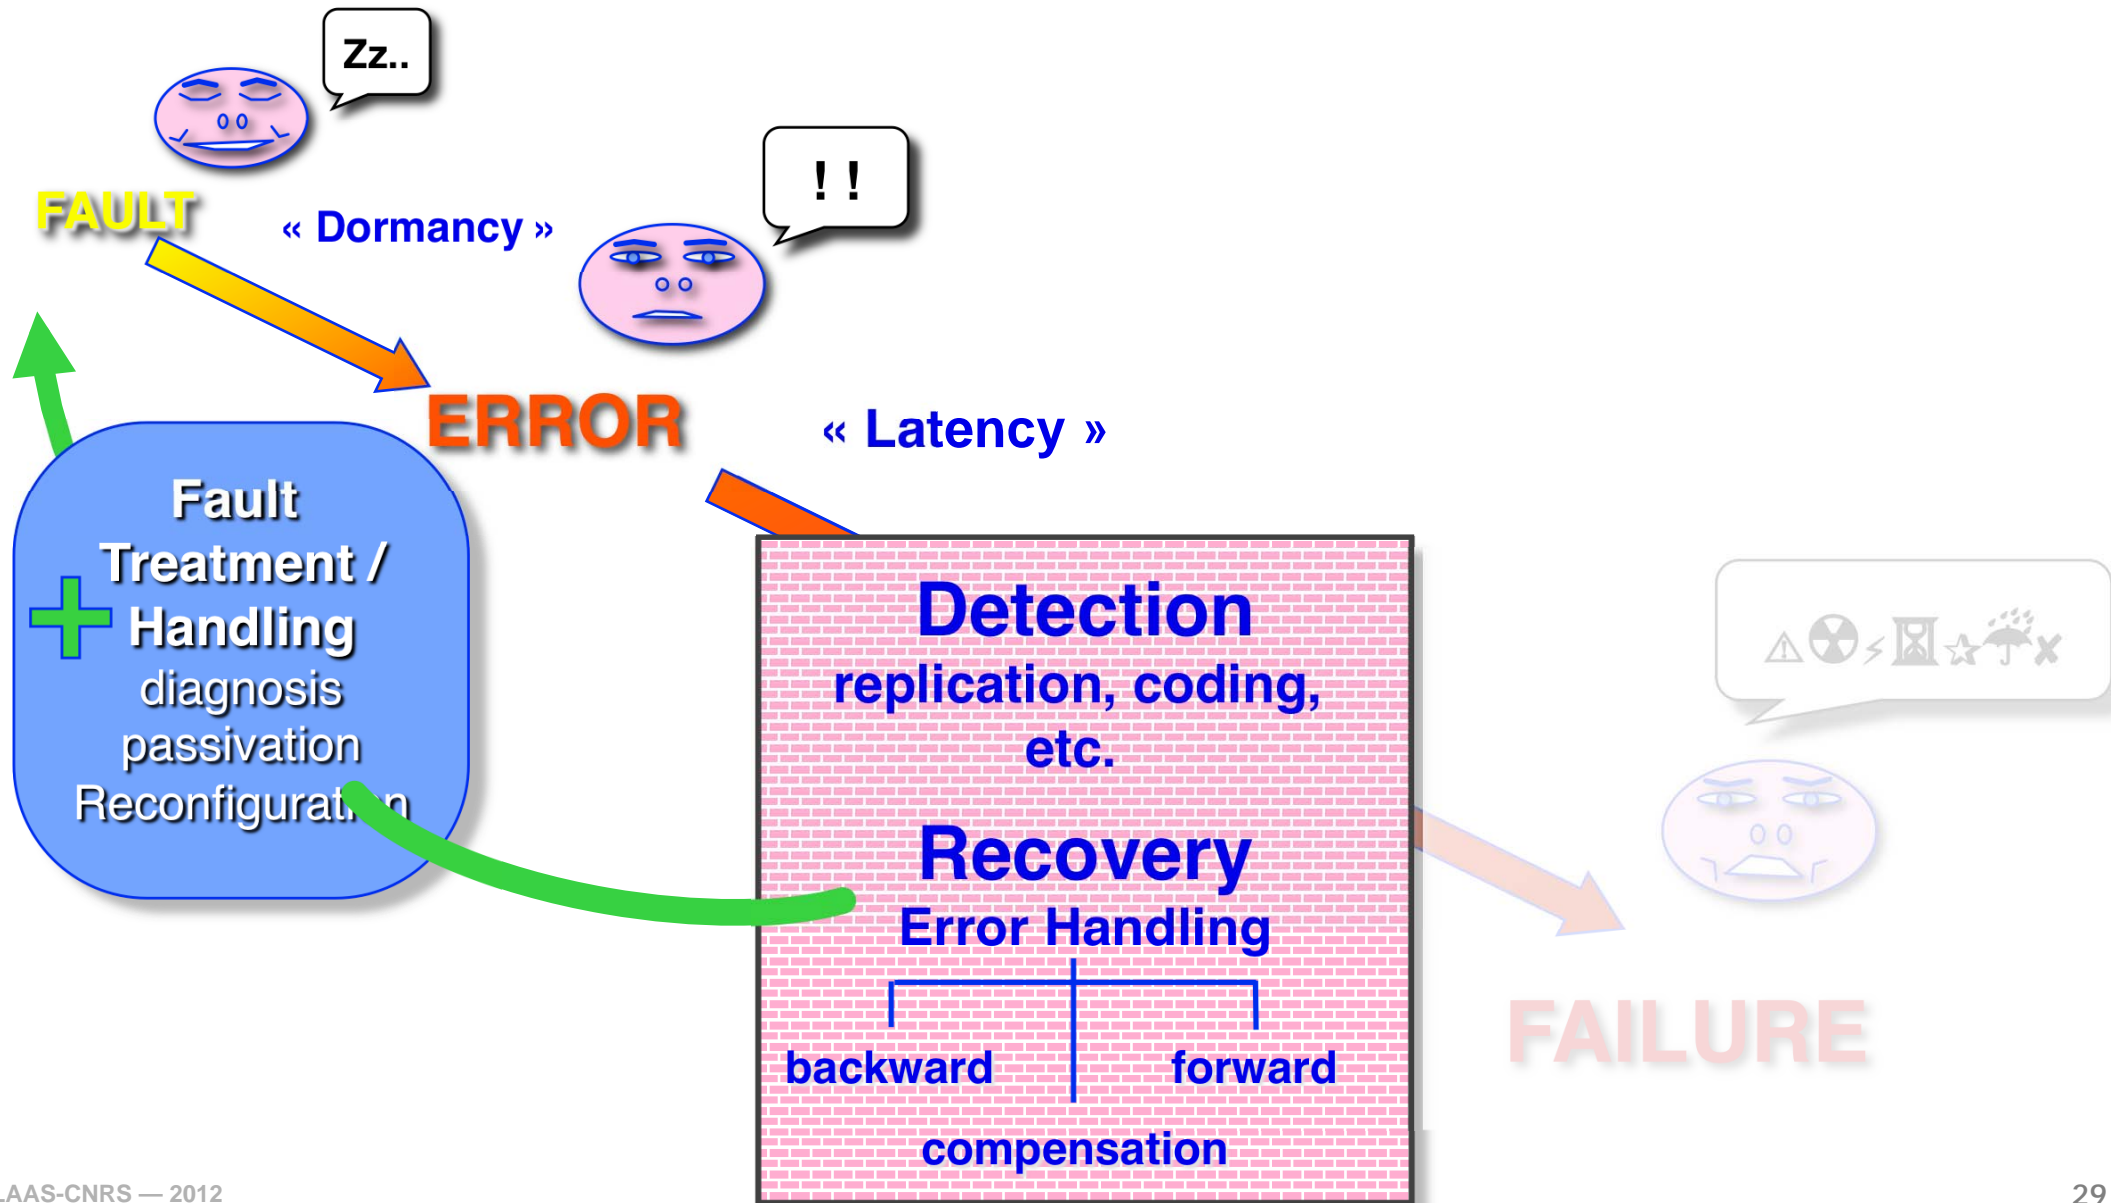 Zz..
! !
FAULT
« Dormancy »
ERROR
« Latency »
Fault
Treatment /
Handling
diagnosis
passivation
Detection
replication, coding,
etc.
Recovery
Error Handling
backward
forward
compensation
FAILURE
AAS-CNRS — 2012
29